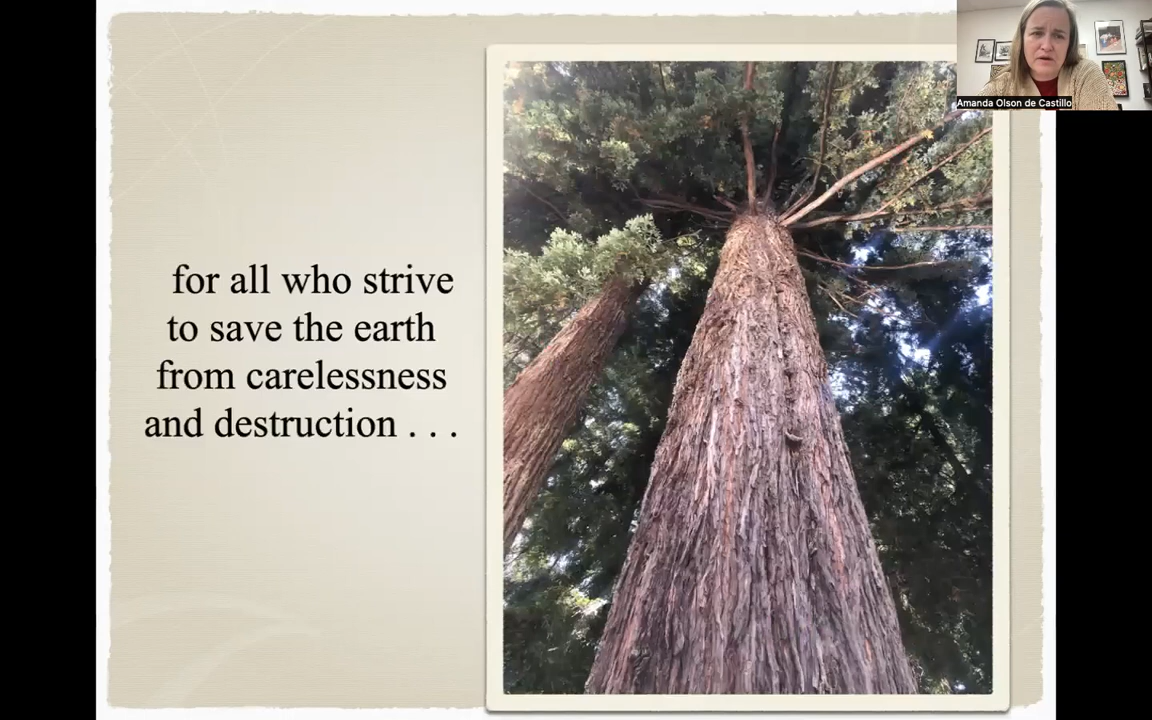 for all who strive
to save the earth
from carelessness
and destruction . . .
Amanda Olson de Castillo